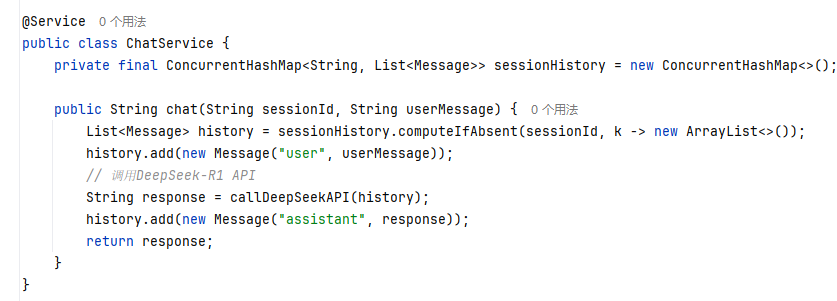 @Service 0 个用法
public class ChatService {
    private final ConcurrentHashMap<String, List<Message>> sessionHistory = new ConcurrentHashMap<>();
    public String chat(String sessionId, String userMessage) { 0 个用法
        List<Message> history = sessionHistory.computeIfAbsent(sessionId, k -> new ArrayList<>());
        history.add(new Message("user", userMessage));
        // 调用DeepSeek-R1 API
        String response = callDeepSeekAPI(history);
        history.add(new Message("assistant", response));
        return response;
    }
}